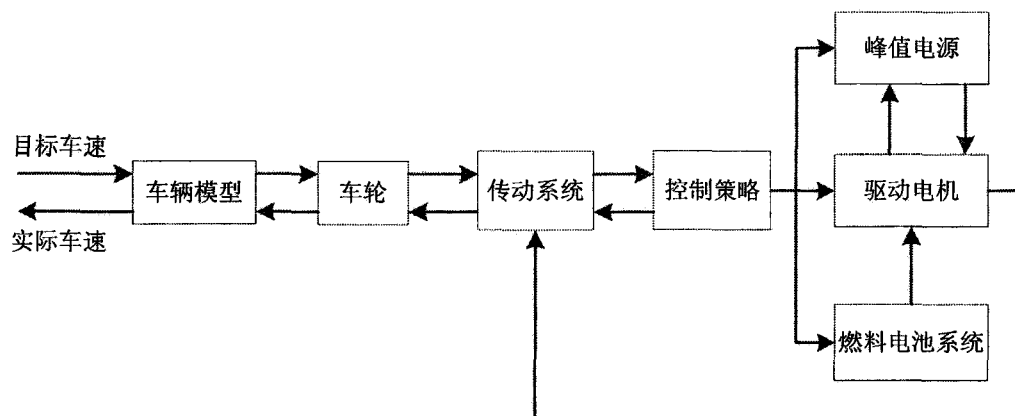 峰值电源
目标车速
车辆模型
车轮
传动系统
控制策略
驱动电机
实际车速
燃料电池系统